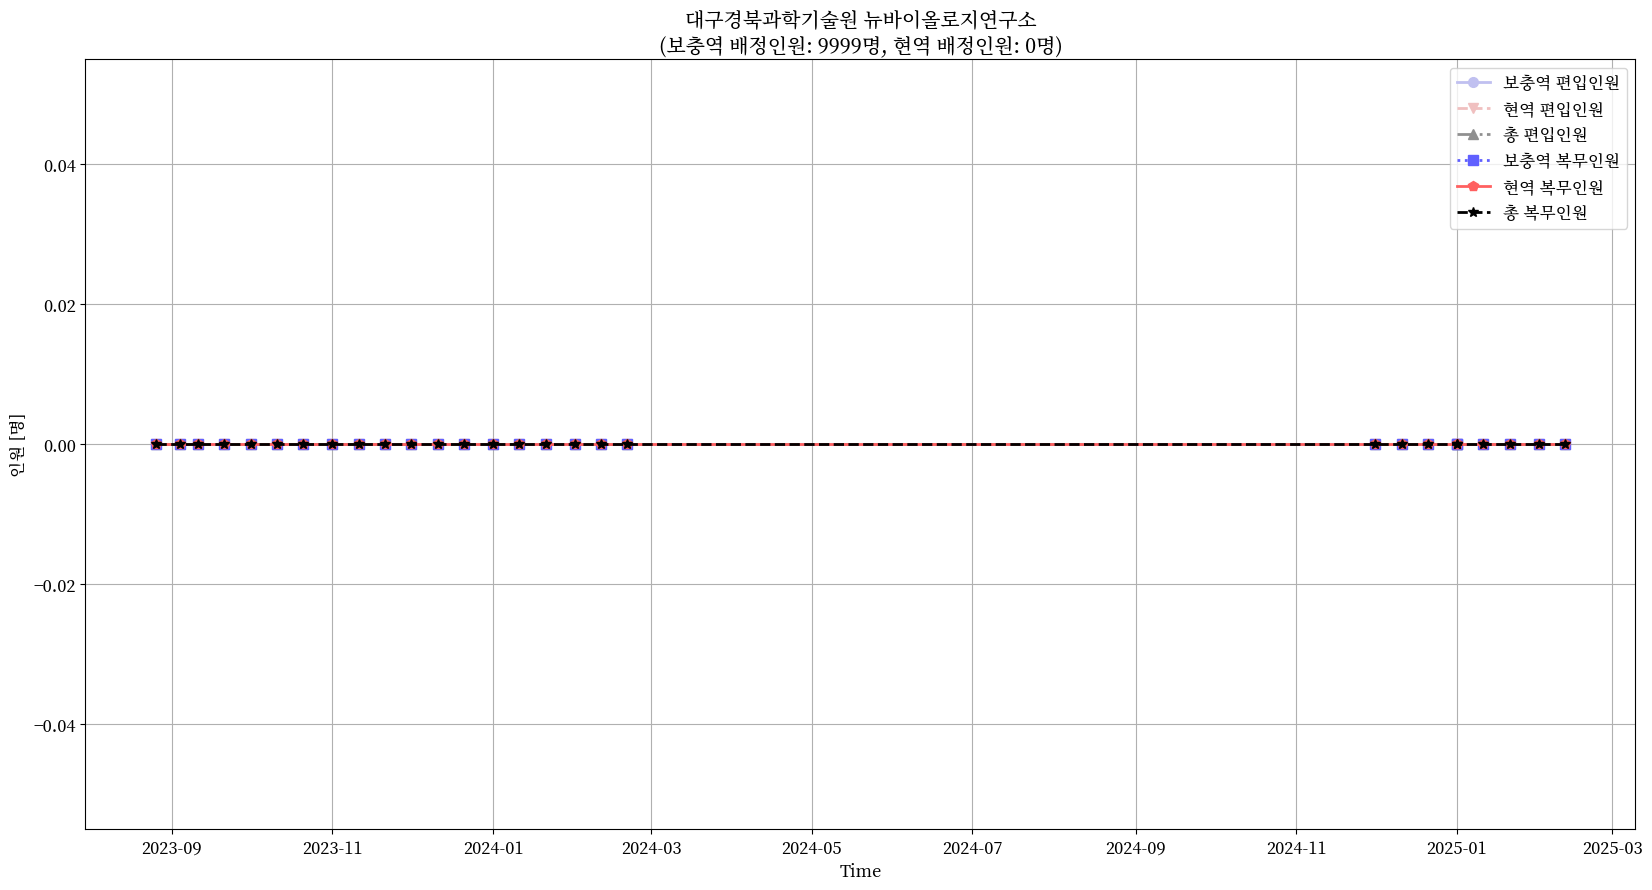 대구경북과학기술원 뉴바이올로지연구소
(보충역 배정인원: 9999명, 현역 배정인원: 0명)
보충역 편입인원
현역 편입인원
총 편입인원
보충역 복무인원
현역 복무인원
총 복무인원
인원 [명]
0.04
0.02
0.00
−0.02
−0.04
2023-09
2023-11
2024-01
2024-03
2024-05
2024-07
2024-09
2024-11
2025-01
2025-03
Time